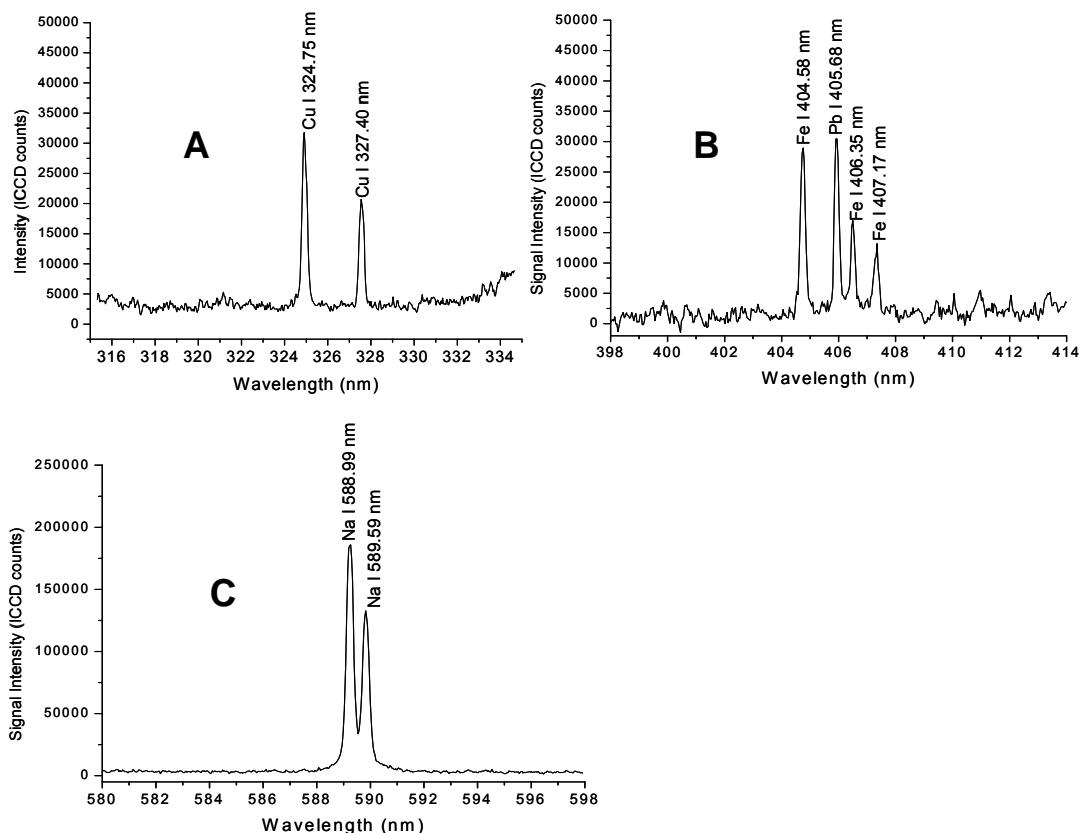 50000
45000
40000
35000
30000
25000
20000
15000
10000
5000
0
Intensity (ICCD counts)
A
Cu I 324.75 nm
Cu I 327.40 nm
316 318 320 322 324 326 328 330 332 334
Wavelength (nm)
50000
45000
40000
35000
30000
25000
20000
15000
10000
5000
0
Signal Intensity (ICCD counts)
B
Fe I 404.58 nm
Pb I 405.68 nm
Fe I 406.35 nm
Fe I 407.17 nm
398 400 402 404 406 408 410 412 414
Wavelength (nm)
250000
200000
150000
100000
50000
0
Signal Intensity (ICCD counts)
C
Na I 588.99 nm
Na I 589.59 nm
580 582 584 586 588 590 592 594 596 598
Wavelength (nm)